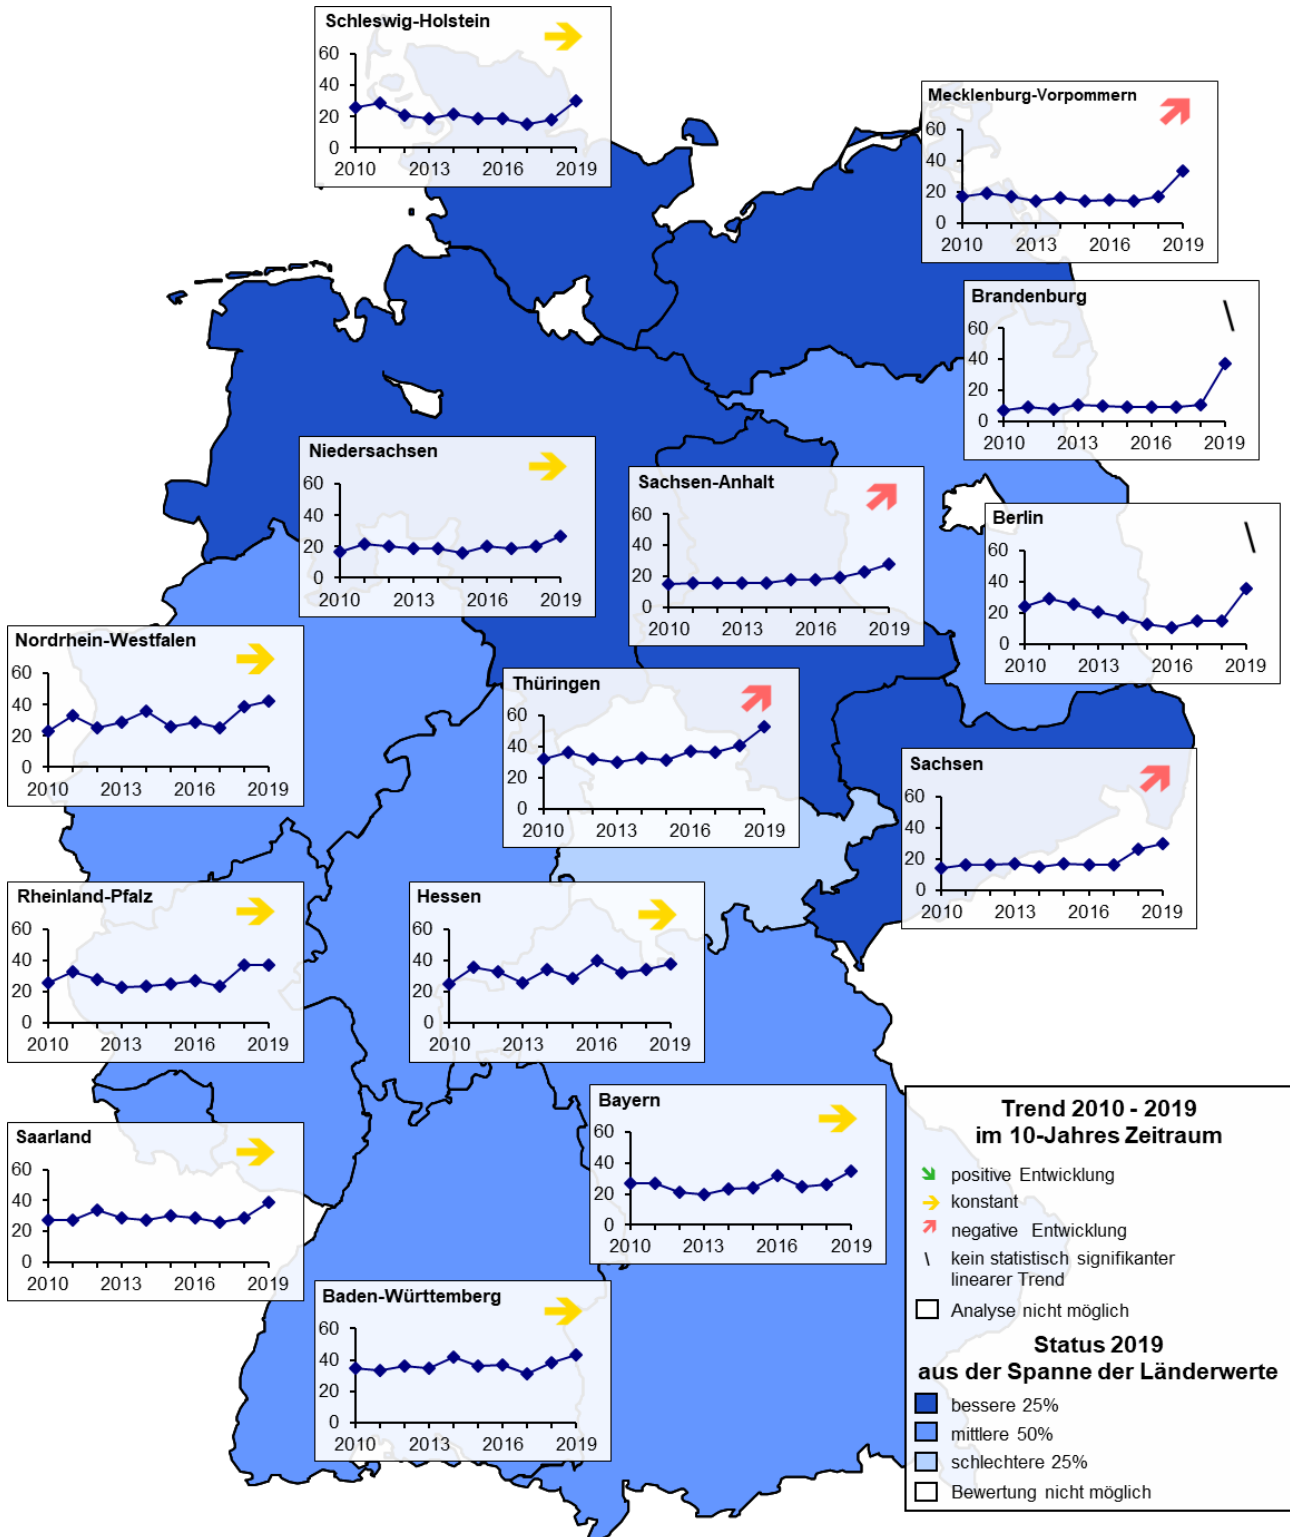 Schleswig-Holstein
60
40
20
0
2010 2013 2016 2019
Mecklenburg-Vorpommern
60
40
20
0
2010 2013 2016 2019
Brandenburg
60
40
20
0
2010 2013 2016 2019
Niedersachsen
60
40
20
0
2010 2013 2016 2019
Sachsen-Anhalt
60
40
20
0
2010 2013 2016 2019
Berlin
60
40
20
0
2010 2013 2016 2019
Nordrhein-Westfalen
60
40
20
0
2010 2013 2016 2019
Thüringen
60
40
20
0
2010 2013 2016 2019
Sachsen
60
40
20
0
2010 2013 2016 2019
Rheinland-Pfalz
60
40
20
0
2010 2013 2016 2019
Hessen
60
40
20
0
2010 2013 2016 2019
Bayern
60
40
20
0
2010 2013 2016 2019
Saarland
60
40
20
0
2010 2013 2016 2019
Baden-Württemberg
60
40
20
0
2010 2013 2016 2019
Trend 2010 - 2019
im 10-Jahres Zeitraum
positive Entwicklung
konstant
negative Entwicklung
\ kein statistisch signifikanter
linearer Trend
Analyse nicht möglich
Status 2019
aus der Spanne der Länderwerte
bessere 25%
mittlere 50%
schlechtere 25%
Bewertung nicht möglich